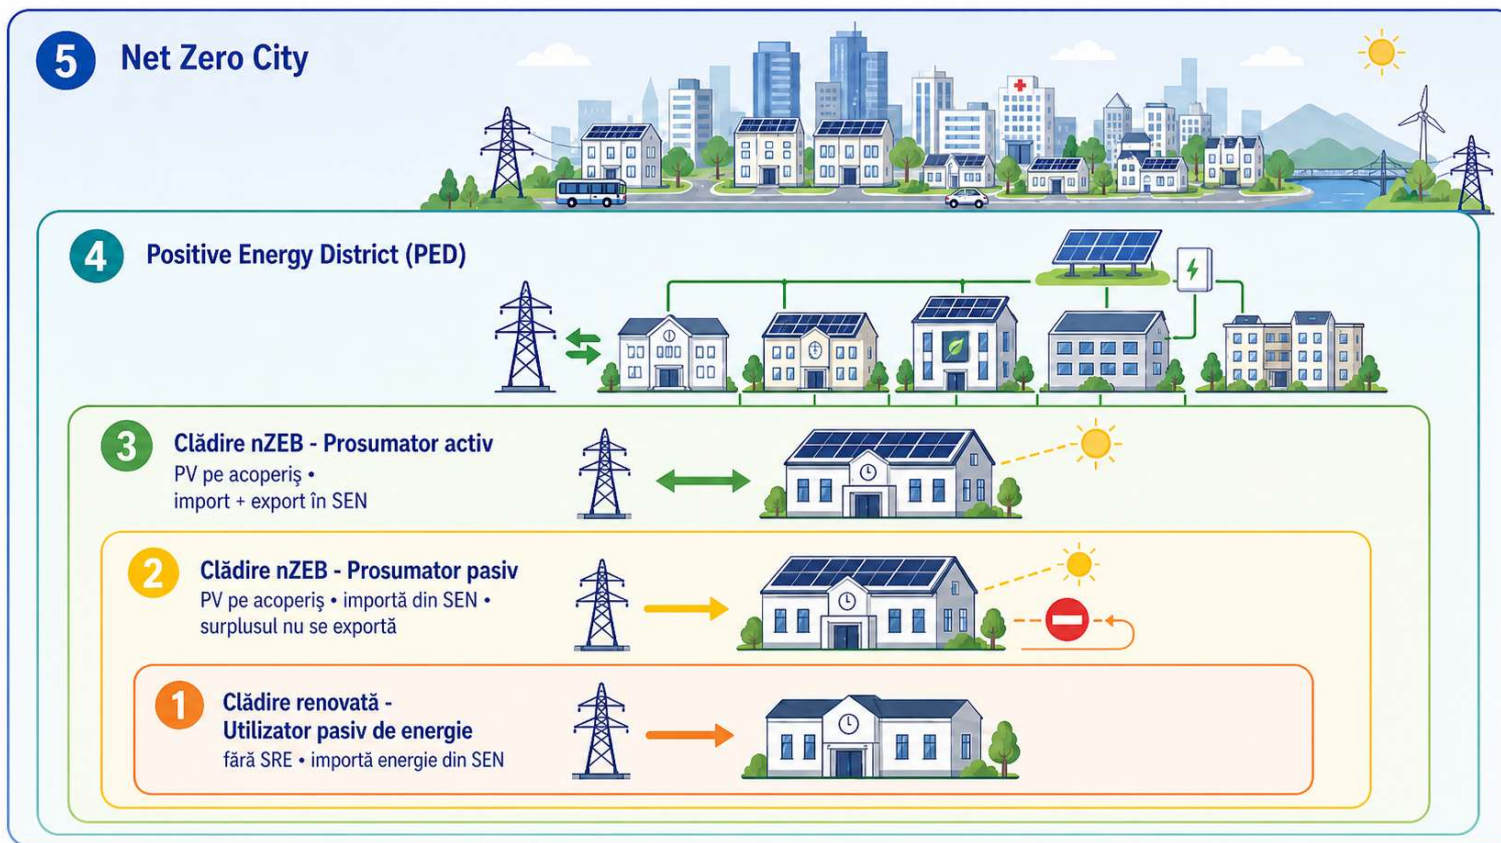 5 Net Zero City
4 Positive Energy District (PED)
3 Clădire nZEB - Prosumator activ
PV pe acoperiș •
import + export în SEN
2 Clădire nZEB - Prosumator pasiv
PV pe acoperiș • importă din SEN •
surplusul nu se exportă
1 Clădire renovată -
Utilizator pasiv de energie
fără SRE • importă energie din SEN